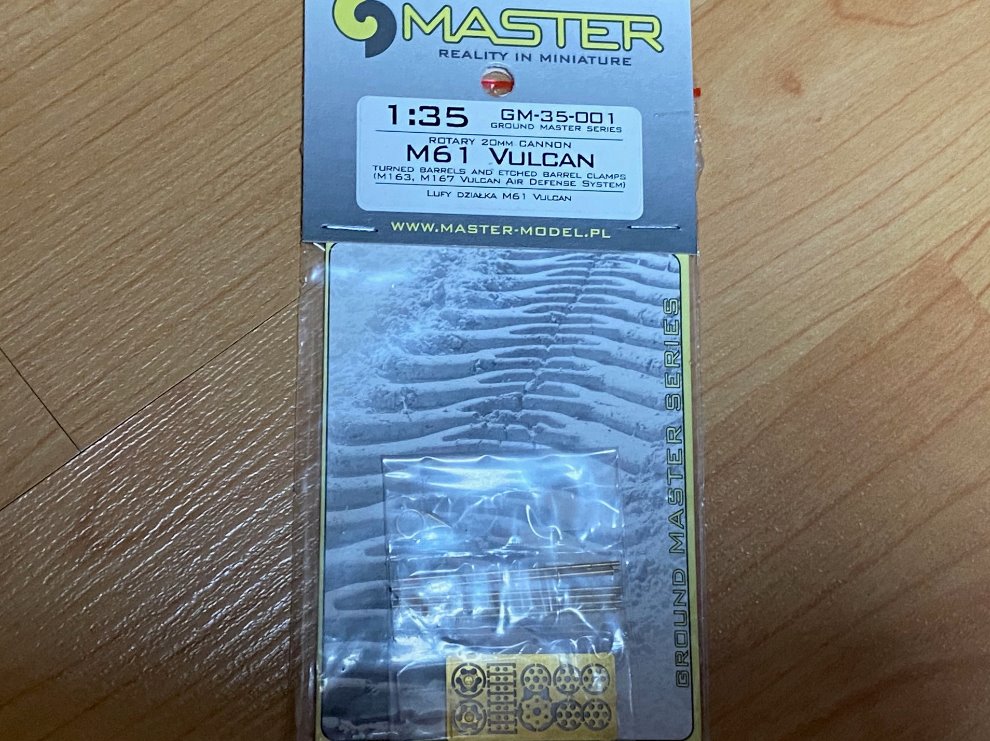 MASTER
REALITY IN MINIATURE
1:35 GM-35-001
GROUND MASTER SERIES
ROTARY 20MM CANNON
M61 VULCAN
TURNED BARRELS AND ETCHED BARREL CLAMPS
(M163, M167 VULCAN AIR DEFENSE SYSTEM)
LUFY DZIAŁKA M61 VULCAN
WWW.MASTER-MODEL.PL
GROUND MASTER SERIES